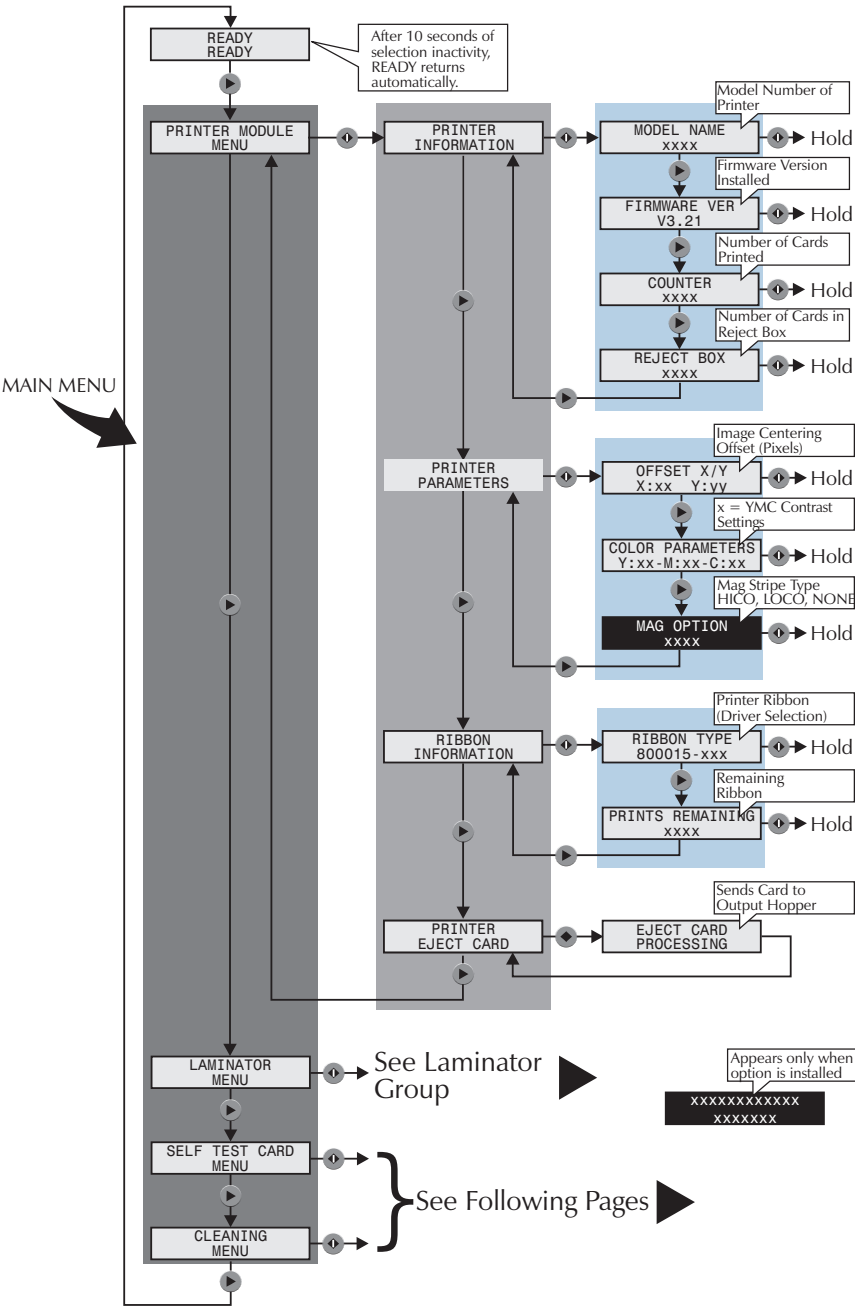 READY
READY
After 10 seconds of
selection inactivity,
READY returns
automatically.
MAIN MENU
PRINTER MODULE
MENU
PRINTER
INFORMATION
Model Number of
Printer
MODEL NAME
xxxx
Hold
Firmware Version
Installed
FIRMWARE VER
V3.21
Hold
Number of Cards
Printed
COUNTER
xxxx
Hold
Number of Cards in
Reject Box
REJECT BOX
xxxx
Hold
PRINTER
PARAMETERS
Image Centering
Offset (Pixels)
OFFSET X/Y
X:xx Y:yy
Hold
x = YMC Contrast
Settings
COLOR PARAMETERS
Y:xx-M:xx-C:xx
Hold
Mag Stripe Type
HICO, LOCO, NONE
MAG OPTION
xxxx
Hold
RIBBON
INFORMATION
Printer Ribbon
(Driver Selection)
RIBBON TYPE
800015-xxx
Hold
Remaining
Ribbon
PRINTS REMAINING
xxxx
Hold
PRINTER
EJECT CARD
Sends Card to
Output Hopper
EJECT CARD
PROCESSING
LAMINATOR
MENU
See Laminator
Group
Appears only when
option is installed
xxxxxxxxxxxx
xxxxxxx
SELF TEST CARD
MENU
See Following Pages
CLEANING
MENU